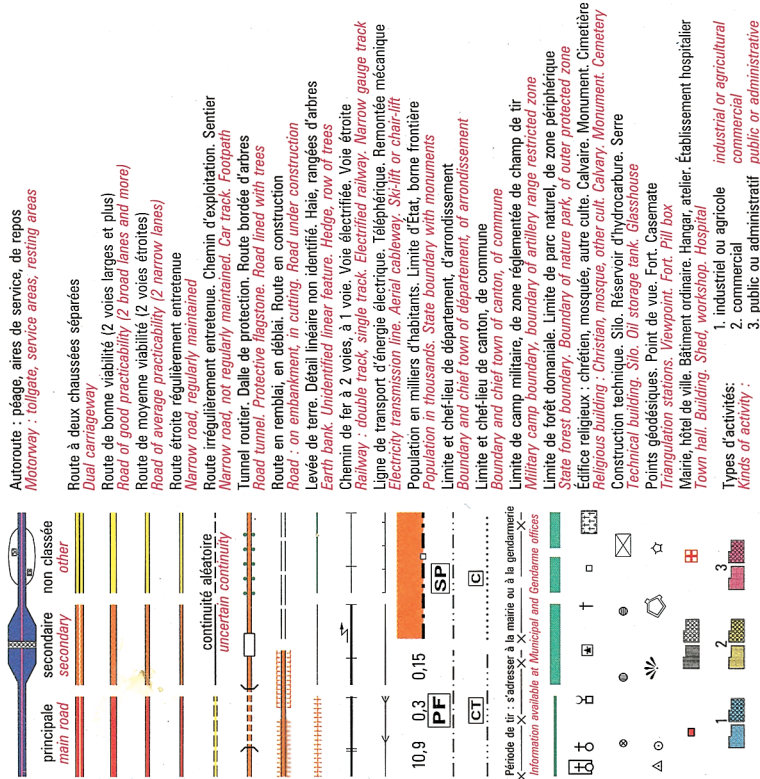 Autoroute : péage, aires de service, de repos
Motorway : tollgate, service areas, resting areas
principale
main road
secondaire
secondary
non classée
other
Route à deux chaussées séparées
Dual carriageway
Route de bonne viabilité (2 voies larges et plus)
Road of good practicability (2 broad lanes and more)
Route de moyenne viabilité (2 voies étroites)
Road of average practicability (2 narrow lanes)
Route étroite régulièrement entretenue
Narrow road, regularly maintained
continuité aléatoire
uncertain continuity
Route irrégulièrement entretenue. Chemin d'exploitation. Sentier
Narrow road, not regularly maintained. Car track. Footpath
Tunnel routier. Dalle de protection. Route bordée d'arbres
Road tunnel. Protective flagstone. Road lined with trees
Route en remblai, en déblai. Route en construction
Road : on embankment, in cutting. Road under construction
Levée de terre. Détail linéaire non identifié. Haie, rangées d'arbres
Earth bank. Unidentified linear feature. Hedge, row of trees
Chemin de fer à 2 voies, à 1 voie. Voie électrifiée. Voie étroite
Railway : double track, single track. Electrified railway. Narrow gauge track
Ligne de transport d'énergie électrique. Téléphérique. Remontée mécanique
Electricity transmission line. Aerial cableway. Ski-lift or chair-lift
10,9 0,3 0,15
Population en milliers d'habitants. Limite d'État, borne frontière
Population in thousands. State boundary with monuments
PF SP
Limite et chef-lieu de département, d'arrondissement
Boundary and chief town of département, of arrondissement
CT C
Limite et chef-lieu de canton, de commune
Boundary and chief town of canton, of commune
Période de tir : s'adresser à la mairie ou à la gendarmerie
Information available at Municipal and Gendarme offices
Limite de camp militaire, de zone réglementée de champ de tir
Military camp boundary, boundary of artillery range restricted zone
Limite de forêt domaniale. Limite de parc naturel, de zone périphérique
State forest boundary. Boundary of nature park, of outer protected zone
Édifice religieux : chrétien, mosquée, autre culte. Calvaire. Monument. Cimetière
Religious building : Christian, mosque, other cult. Calvary. Monument. Cemetery
Construction technique. Silo. Réservoir d'hydrocarbure. Serre
Technical building. Silo. Oil storage tank. Glasshouse
Points géodésiques. Point de vue. Fort. Casemate
Triangulation stations. Viewpoint. Fort. Pill box
Mairie, hôtel de ville. Bâtiment ordinaire. Hangar, atelier. Établissement hospitalier
Town hall. Building. Shed, workshop. Hospital
1 2 3
Types d'activités: 1. industriel ou agricole industrial or agricultural
Kinds of activity : 2. commercial commercial
3. public ou administratif public or administrative